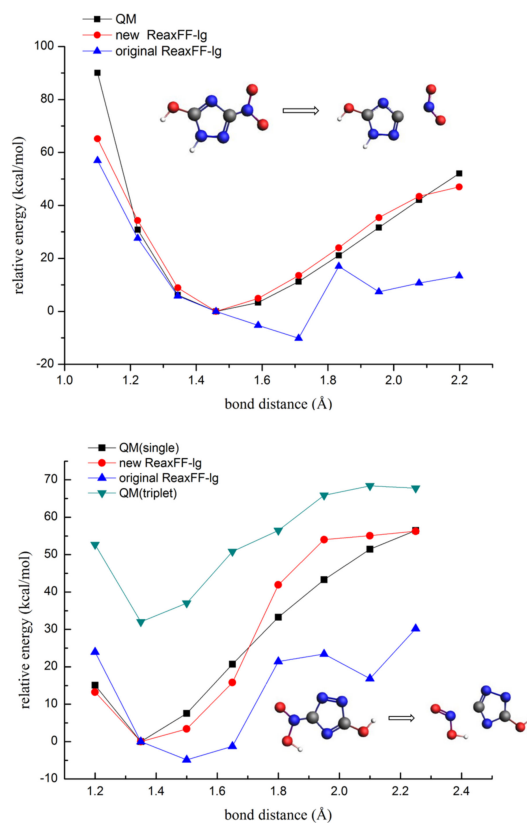 QM
new ReaxFF-lg
original ReaxFF-lg
100
80
60
40
20
0
-20
relative energy (kcal/mol)
1.0 1.2 1.4 1.6 1.8 2.0 2.2
bond distance (Å)
QM(single)
new ReaxFF-lg
original ReaxFF-lg
QM(triplet)
70
60
50
40
30
20
10
0
-10
relative energy (kcal/mol)
1.2 1.4 1.6 1.8 2.0 2.2 2.4
bond distance (Å)